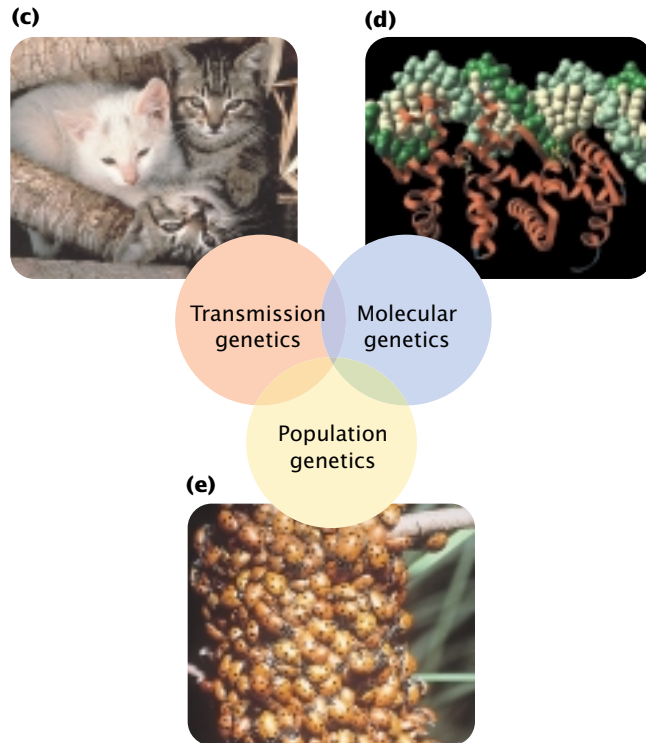 (c)
(d)
Transmission
genetics
Molecular
genetics
Population
genetics
(e)